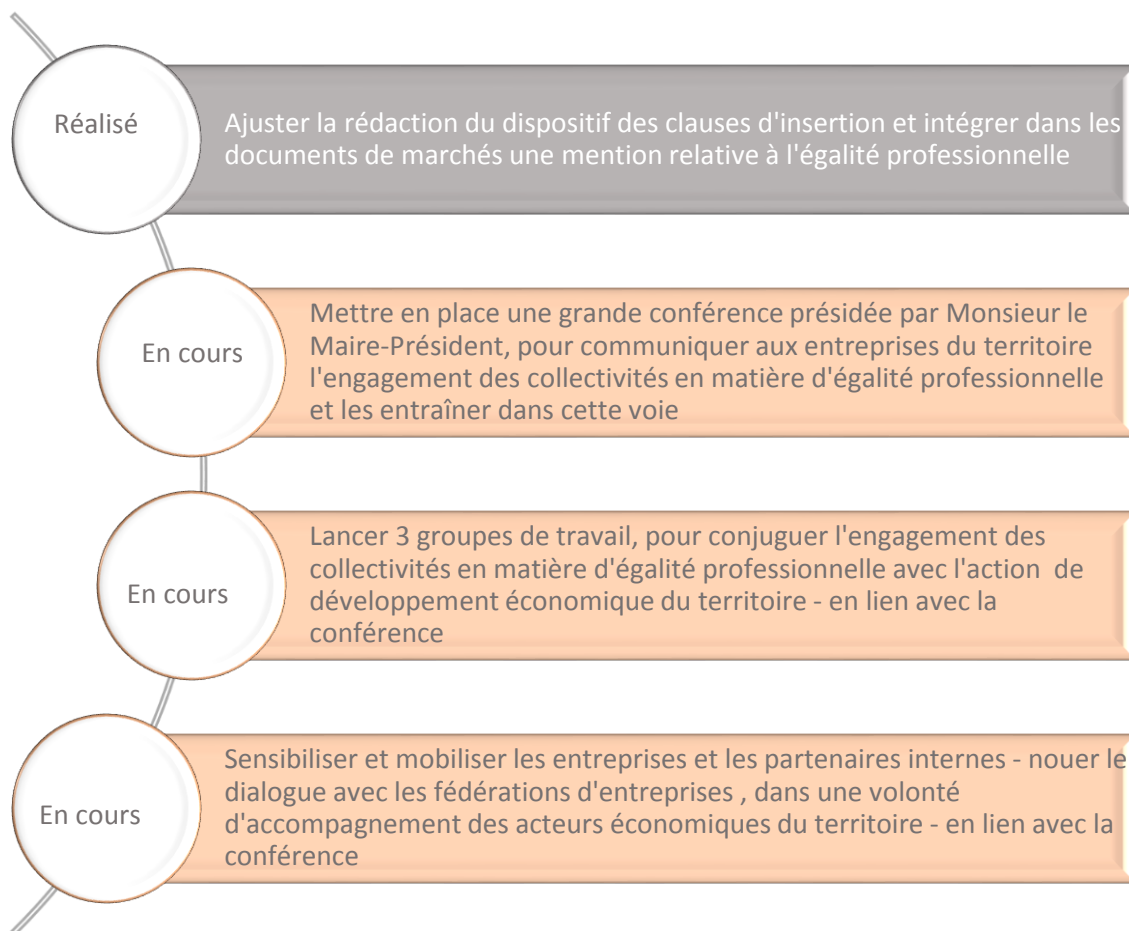 Réalisé
Ajuster la rédaction du dispositif des clauses d'insertion et intégrer dans les
documents de marchés une mention relative à l'égalité professionnelle
En cours
Mettre en place une grande conférence présidée par Monsieur le
Maire-Président, pour communiquer aux entreprises du territoire
l'engagement des collectivités en matière d'égalité professionnelle
et les entraîner dans cette voie
En cours
Lancer 3 groupes de travail, pour conjuguer l'engagement des
collectivités en matière d'égalité professionnelle avec l'action  de
développement économique du territoire - en lien avec la
conférence
En cours
Sensibiliser et mobiliser les entreprises et les partenaires internes - nouer le
dialogue avec les fédérations d'entreprises , dans une volonté
d'accompagnement des acteurs économiques du territoire - en lien avec la
conférence